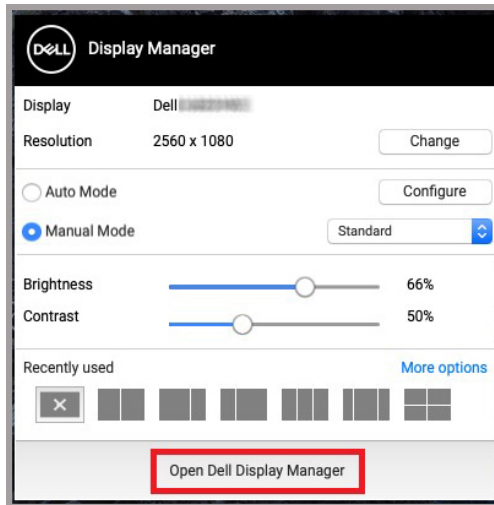 DELL Display Manager
Display Dell
Resolution 2560 x 1080 Change
Auto Mode Configure
Manual Mode Standard
Brightness 66%
Contrast 50%
Recently used More options
Open Dell Display Manager